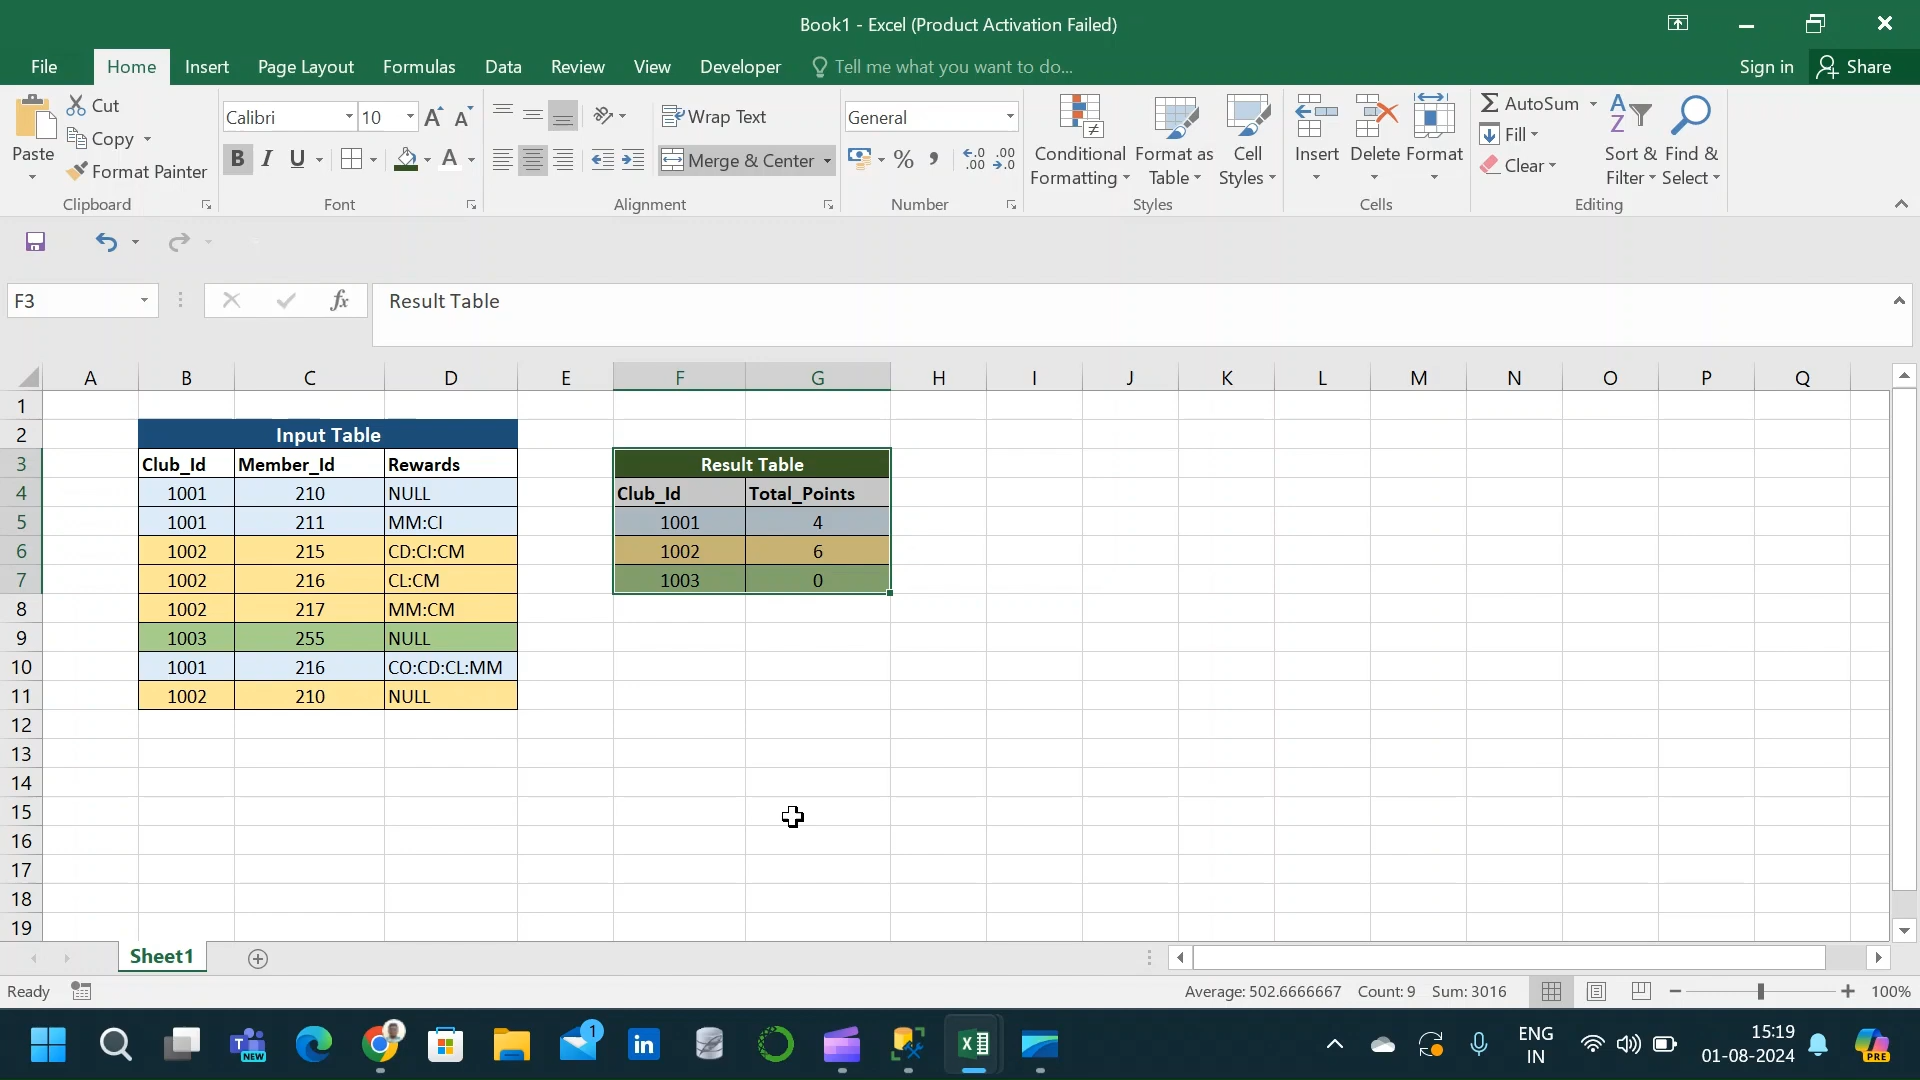 Book1 - Excel (Product Activation Failed)
File Home Insert Page Layout Formulas Data Review View Developer Tell me what you want to do... Sign in Share
Paste
Cut
Copy
Format Painter
Clipboard
Calibri 10
B I U
Font
Wrap Text
Merge & Center
Alignment
General
% ,
Number
Conditional Formatting
Format as Table
Cell Styles
Styles
Insert Delete Format
Cells
AutoSum
Fill
Clear
Sort & Filter
Find & Select
Editing
F3 fx Result Table
A B C D E F G H I J K L M N O P Q
1
2 Input Table
3 Club_Id Member_Id Rewards Result Table
4 1001 210 NULL Club_Id Total_Points
5 1001 211 MM:CI 1001 4
6 1002 215 CD:CI:CM 1002 6
7 1002 216 CL:CM 1003 0
8 1002 217 MM:CM
9 1003 255 NULL
10 1001 216 CO:CD:CL:MM
11 1002 210 NULL
12
13
14
15
16
17
18
19
Sheet1
Ready Average: 502.6666667 Count: 9 Sum: 3016 100%
NEW 1 in ENG IN 15:19 01-08-2024 PRE